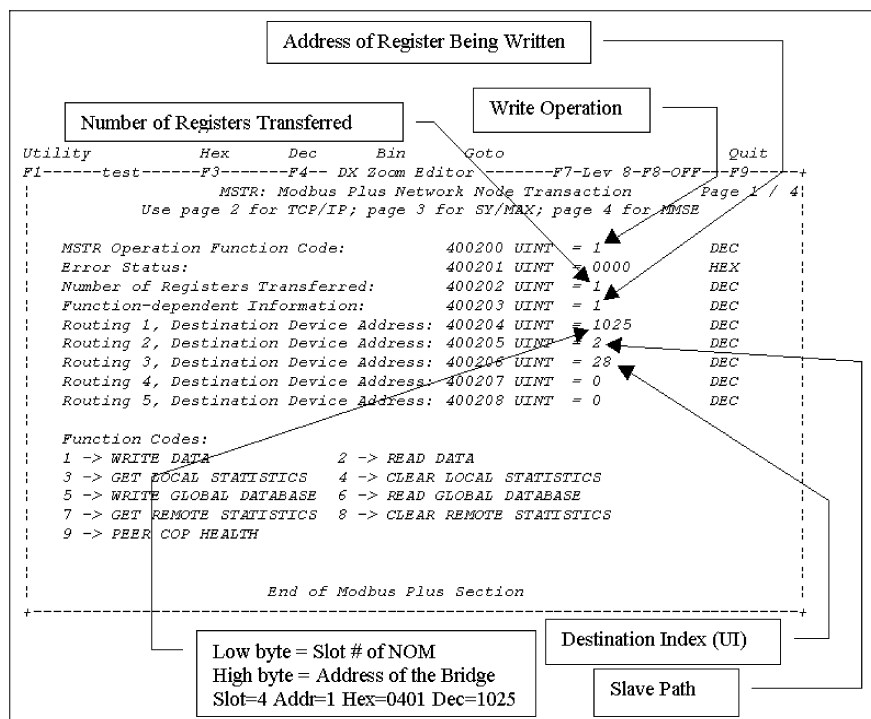 Address of Register Being Written
Write Operation
Number of Registers Transferred
Utility Hex Dec Bin Goto Quit
F1------test------F3------F4-- DX Zoom Editor -------F7-Lev 8-F8-OFF--F9----+
MSTR: Modbus Plus Network Node Transaction Page 1 / 4
Use page 2 for TCP/IP; page 3 for SY/MAX; page 4 for MMSE
MSTR Operation Function Code: 400200 UINT = 1 DEC
Error Status: 400201 UINT = 0000 HEX
Number of Registers Transferred: 400202 UINT = 1 DEC
Function-dependent Information: 400203 UINT = 1 DEC
Routing 1, Destination Device Address: 400204 UINT = 1025 DEC
Routing 2, Destination Device Address: 400205 UINT = 2 DEC
Routing 3, Destination Device Address: 400206 UINT = 28 DEC
Routing 4, Destination Device Address: 400207 UINT = 0 DEC
Routing 5, Destination Device Address: 400208 UINT = 0 DEC
Function Codes:
1 -> WRITE DATA 2 -> READ DATA
3 -> GET LOCAL STATISTICS 4 -> CLEAR LOCAL STATISTICS
5 -> WRITE GLOBAL DATABASE 6 -> READ GLOBAL DATABASE
7 -> GET REMOTE STATISTICS 8 -> CLEAR REMOTE STATISTICS
9 -> PEER COP HEALTH
End of Modbus Plus Section
Low byte = Slot # of NOM
High byte = Address of the Bridge
Slot=4 Addr=1 Hex=0401 Dec=1025
Destination Index (UI)
Slave Path